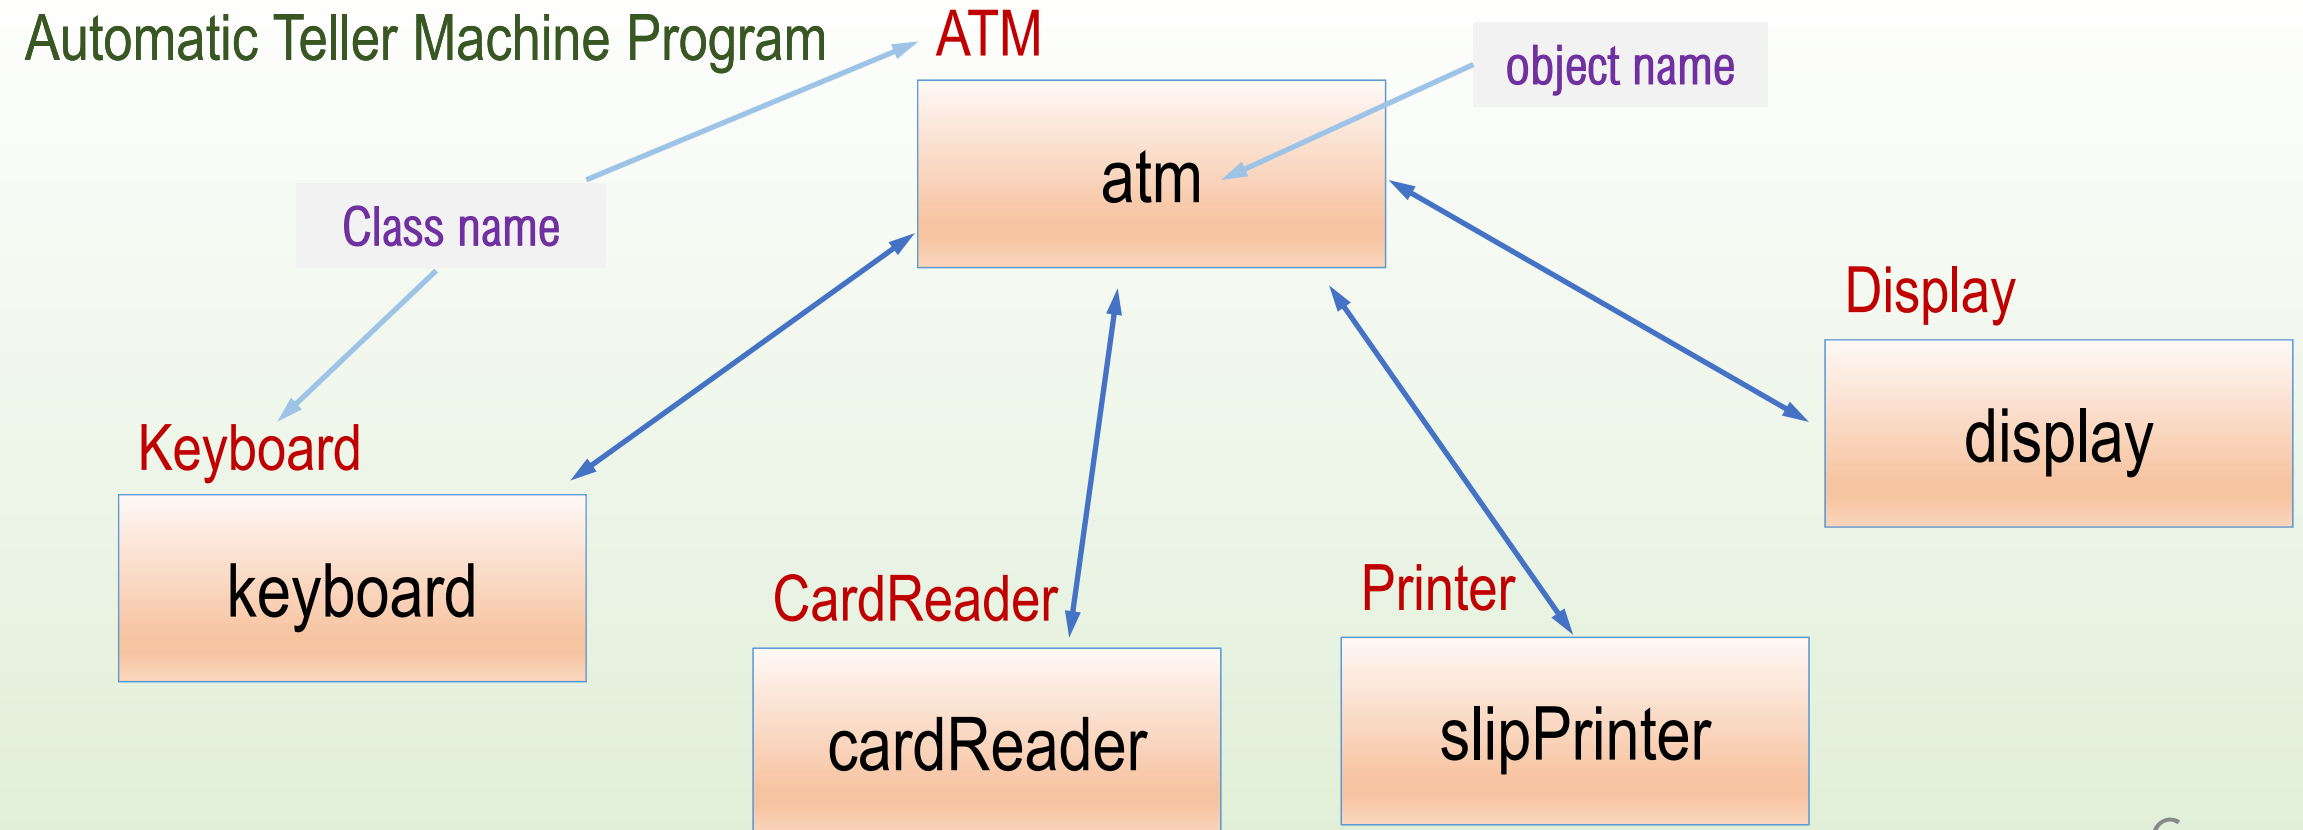 Automatic Teller Machine Program
ATM
object name
atm
Class name
Display
display
Keyboard
keyboard
CardReader
cardReader
Printer
slipPrinter